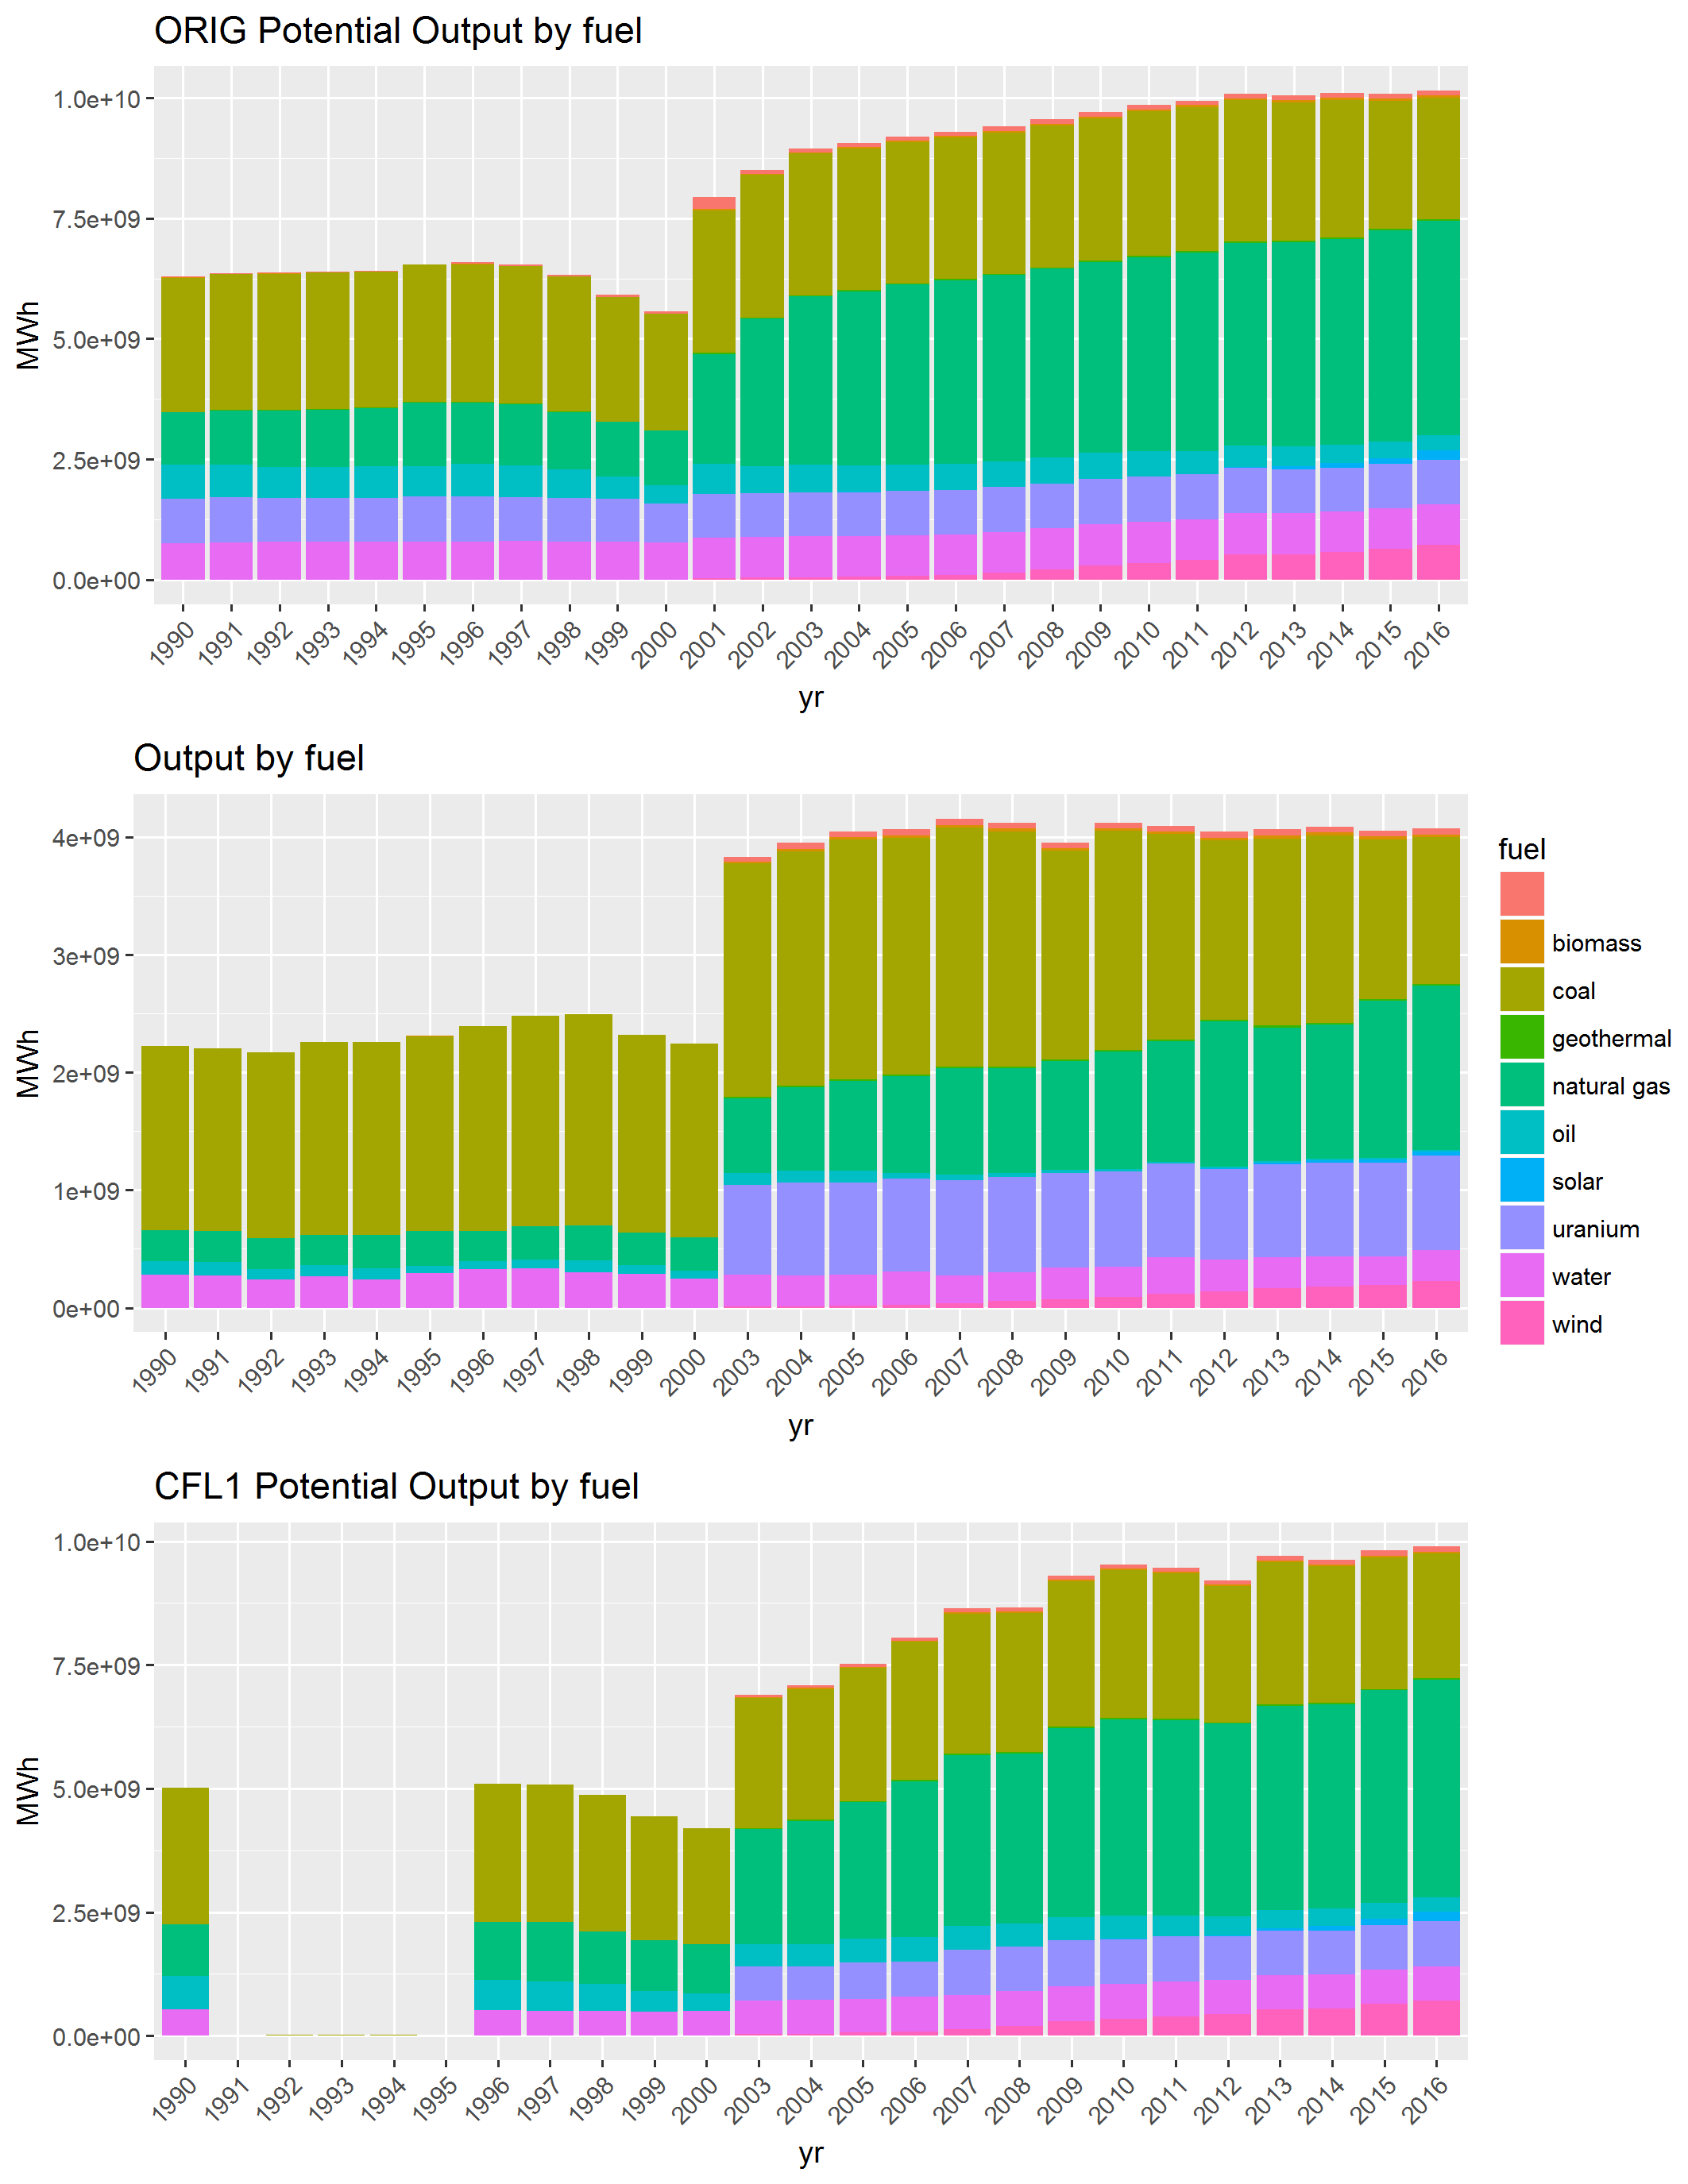 ORIG Potential Output by fuel
1.0e+10
7.5e+09
5.0e+09
2.5e+09
0.0e+00
MWh
1990 1991 1992 1993 1994 1995 1996 1997 1998 1999 2000 2001 2002 2003 2004 2005 2006 2007 2008 2009 2010 2011 2012 2013 2014 2015 2016
yr
Output by fuel
4e+09
3e+09
2e+09
1e+09
0e+00
MWh
1990 1991 1992 1993 1994 1995 1996 1997 1998 1999 2000 2003 2004 2005 2006 2007 2008 2009 2010 2011 2012 2013 2014 2015 2016
yr
fuel
biomass
coal
geothermal
natural gas
oil
solar
uranium
water
wind
CFL1 Potential Output by fuel
1.0e+10
7.5e+09
5.0e+09
2.5e+09
0.0e+00
MWh
1990 1991 1992 1993 1994 1995 1996 1997 1998 1999 2000 2003 2004 2005 2006 2007 2008 2009 2010 2011 2012 2013 2014 2015 2016
yr